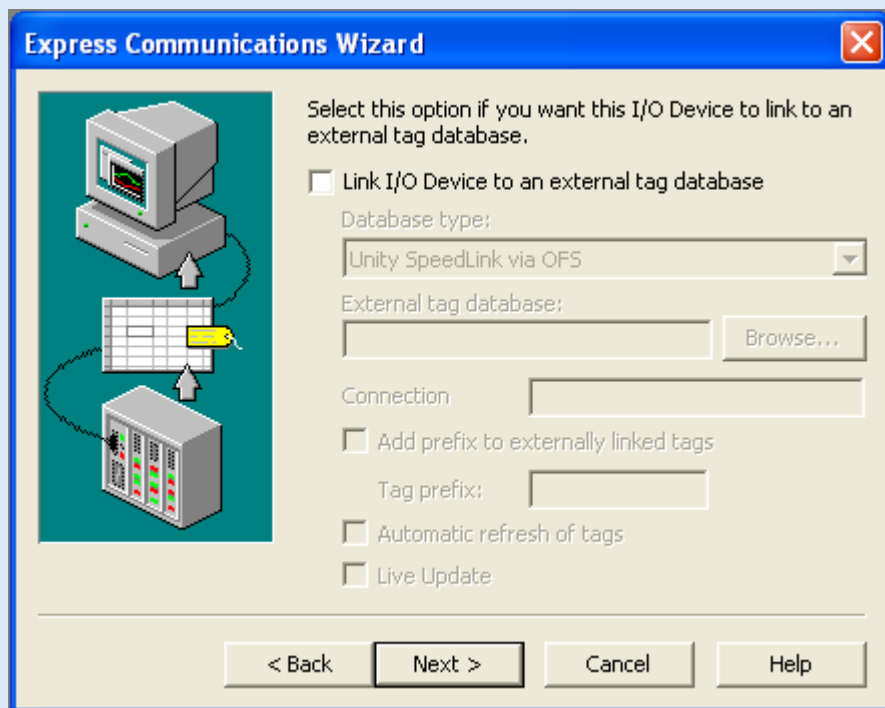 Express Communications Wizard
Select this option if you want this I/O Device to link to an
external tag database.
Link I/O Device to an external tag database
Database type:
Unity SpeedLink via OFS
External tag database:
Browse...
Connection
Add prefix to externally linked tags
Tag prefix:
Automatic refresh of tags
Live Update
< Back Next > Cancel Help